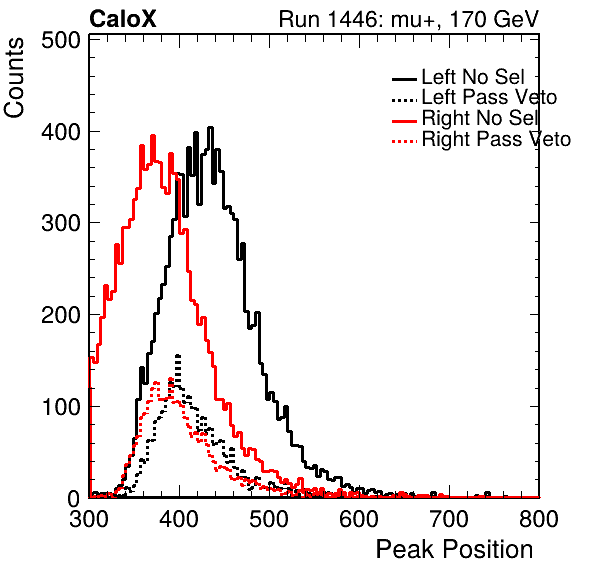 CaloX Run 1446: mu+, 170 GeV
Counts
500
400
300
200
100
0
Left No Sel
Left Pass Veto
Right No Sel
Right Pass Veto
300 400 500 600 700 800
Peak Position